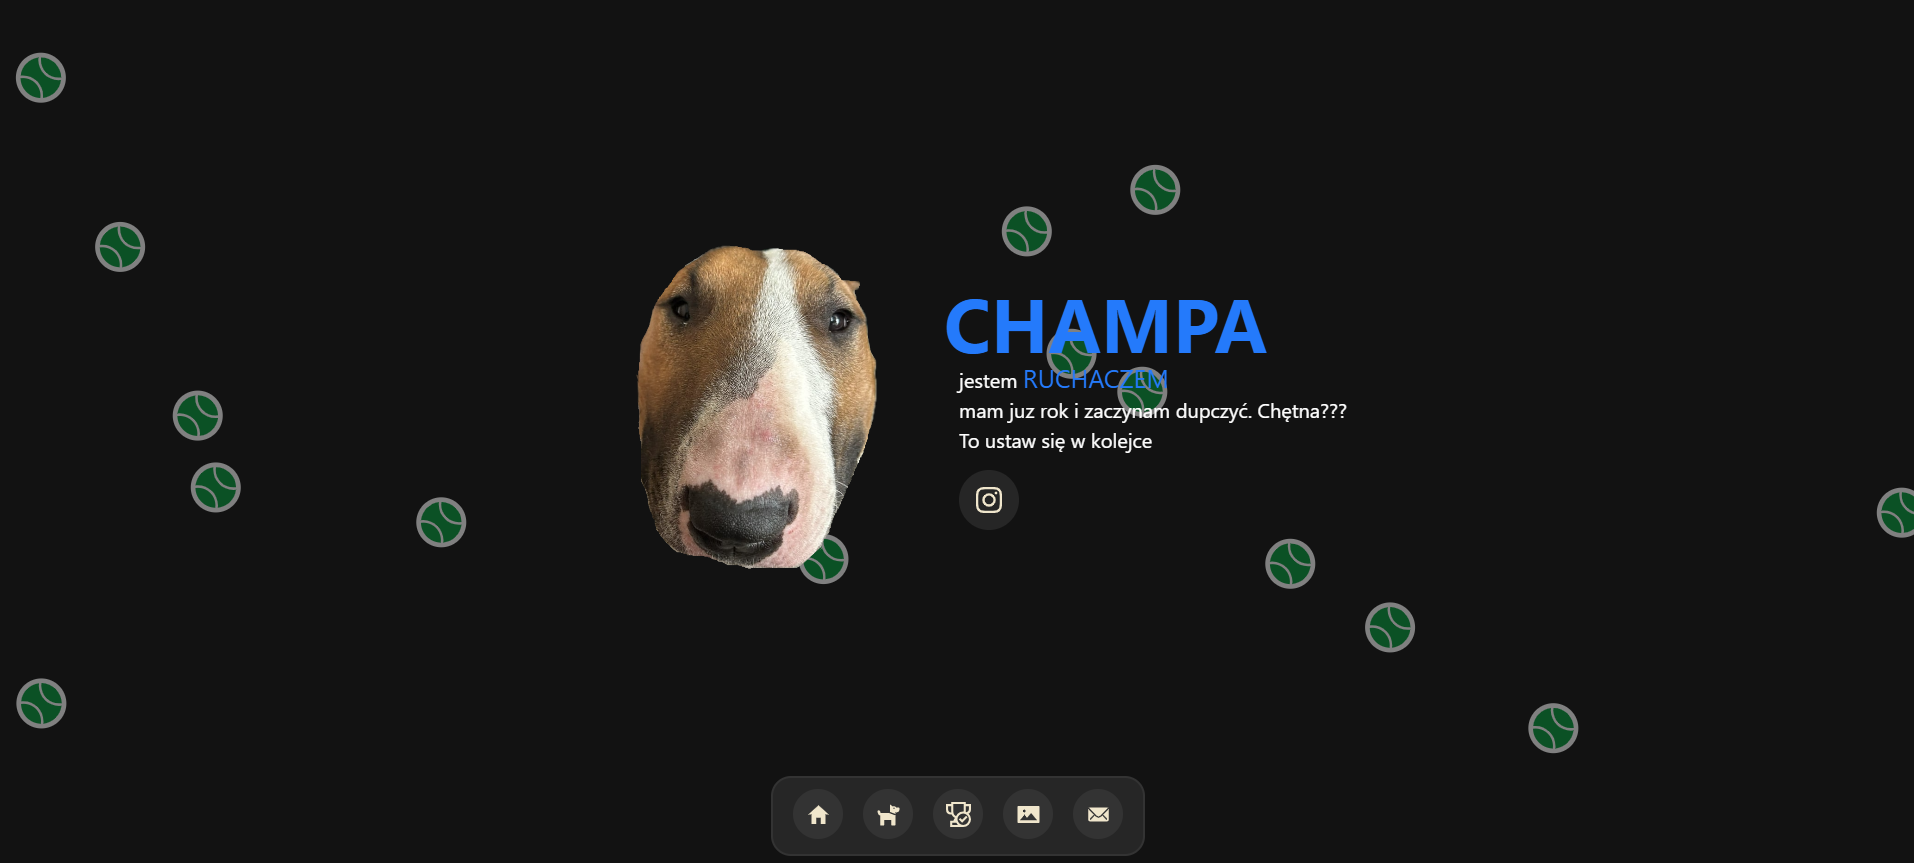 CHAMPA
jestem RUCHACZEM
mam juz rok i zaczynam dupczyć. Chętna???
To ustaw się w kolejce